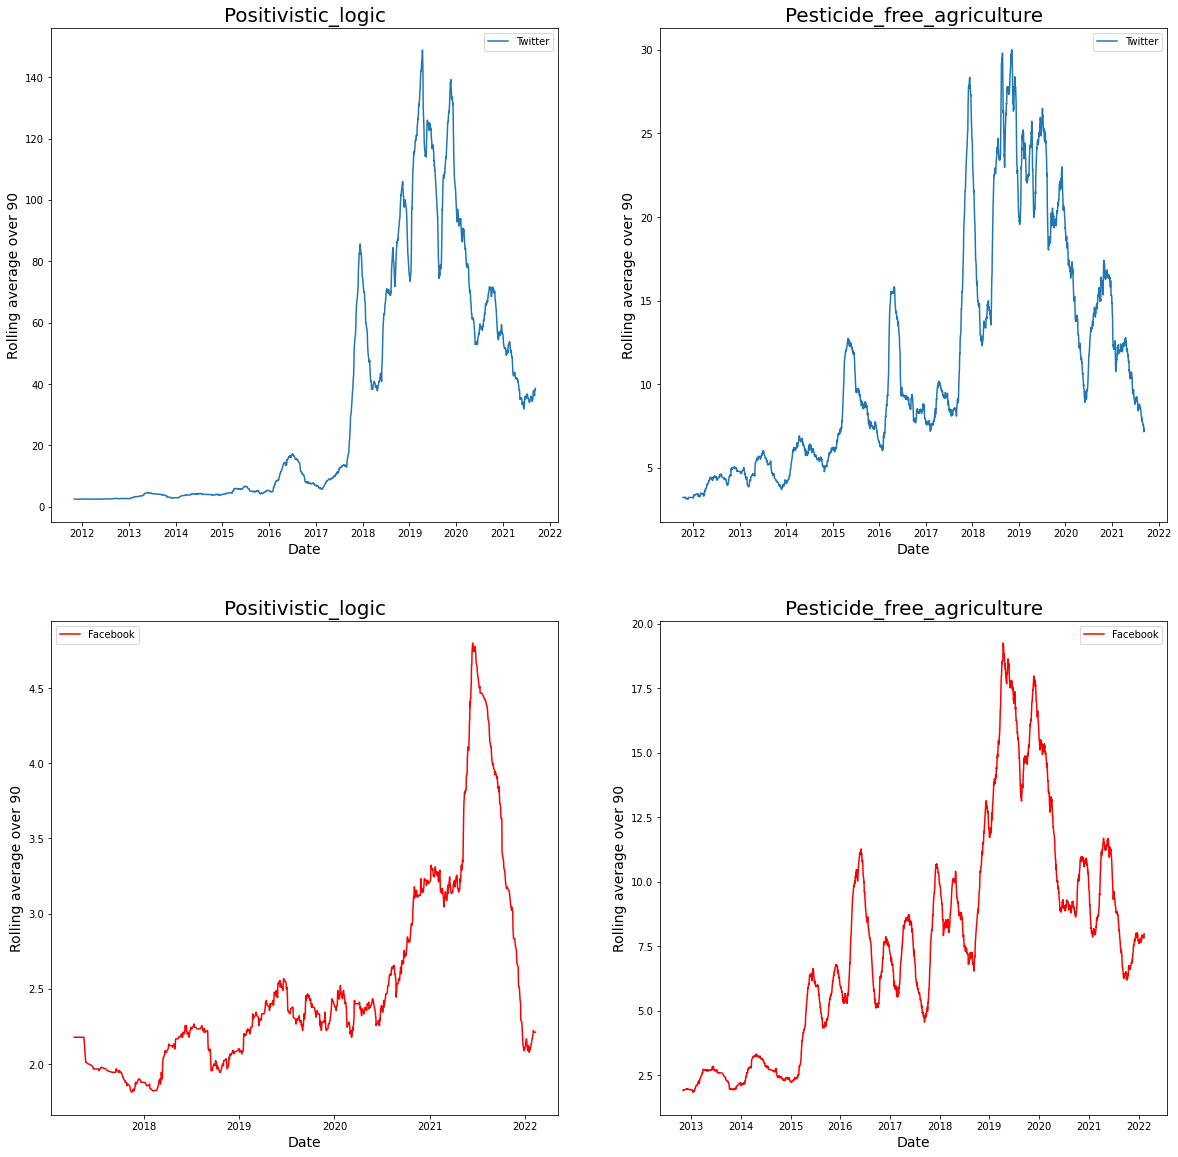 Positivistic_logic
Twitter
Rolling average over 90
140
120
100
80
60
40
20
0
2012 2013 2014 2015 2016 2017 2018 2019 2020 2021 2022
Date
Pesticide_free_agriculture
Twitter
Rolling average over 90
30
25
20
15
10
5
2012 2013 2014 2015 2016 2017 2018 2019 2020 2021 2022
Date
Positivistic_logic
Facebook
Rolling average over 90
4.5
4.0
3.5
3.0
2.5
2.0
2018 2019 2020 2021 2022
Date
Pesticide_free_agriculture
Facebook
Rolling average over 90
20.0
17.5
15.0
12.5
10.0
7.5
5.0
2.5
2013 2014 2015 2016 2017 2018 2019 2020 2021 2022
Date